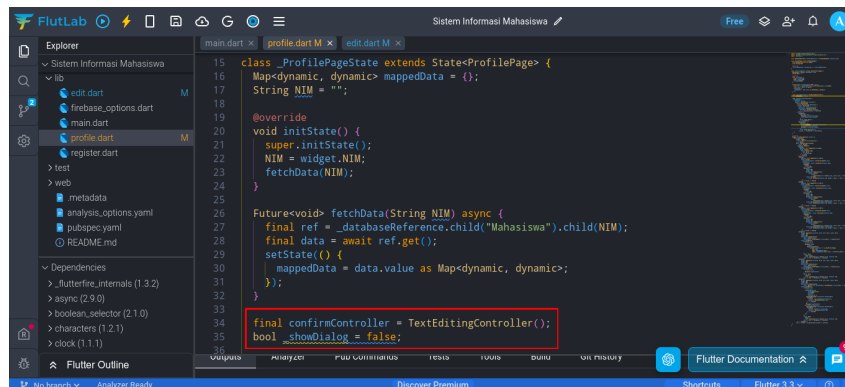 FlutLab
Sistem Informasi Mahasiswa
Free
A
Explorer
main.dart
profile.dart M
edit.dart M
Sistem Informasi Mahasiswa
lib
edit.dart M
firebase_options.dart
main.dart
profile.dart M
register.dart
test
web
.metadata
analysis_options.yaml
pubspec.yaml
README.md
Dependencies
_flutterfire_internals (1.3.2)
async (2.9.0)
boolean_selector (2.1.0)
characters (1.2.1)
clock (1.1.1)
Flutter Outline
2
R
15 class _ProfilePageState extends State<ProfilePage> {
16 Map<dynamic, dynamic> mappedData = {};
17 String NIM = "";
18
19 @override
20 void initState() {
21 super.initState();
22 NIM = widget.NIM;
23 fetchData(NIM);
24 }
25
26 Future<void> fetchData(String NIM) async {
27 final ref = _databaseReference.child("Mahasiswa").child(NIM);
28 final data = await ref.get();
29 setState(() {
30 mappedData = data.value as Map<dynamic, dynamic>;
31 });
32 }
33
34 final confirmController = TextEditingController();
35 bool _showDialog = false;
36
Outputs Analyzer Pub Commands Tests Tools Build Git History
Flutter Documentation
No branch Analyzer Ready Discover Premium Shortcuts Flutter 3.3